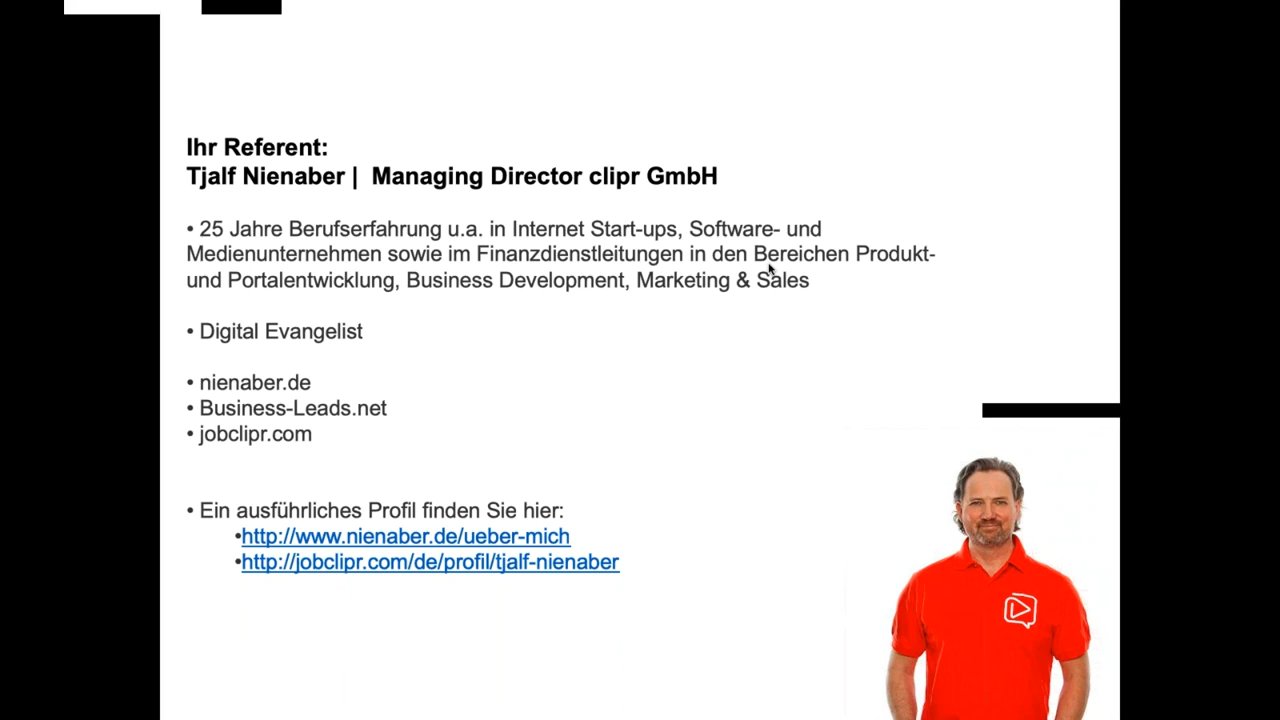 Ihr Referent:
Tjalf Nienaber | Managing Director clipr GmbH
• 25 Jahre Berufserfahrung u.a. in Internet Start-ups, Software- und
Medienunternehmen sowie im Finanzdienstleitungen in den Bereichen Produkt-
und Portalentwicklung, Business Development, Marketing & Sales
• Digital Evangelist
• nienaber.de
• Business-Leads.net
• jobclipr.com
• Ein ausführliches Profil finden Sie hier:
•http://www.nienaber.de/ueber-mich
•http://jobclipr.com/de/profil/tjalf-nienaber